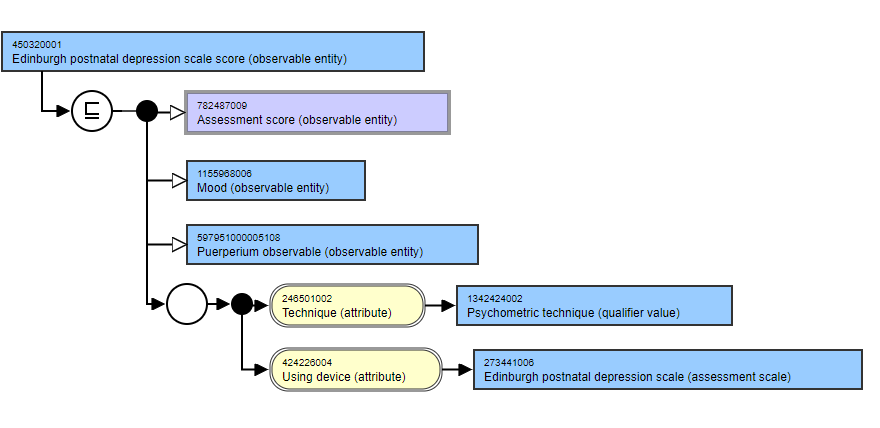 450320001
Edinburgh postnatal depression scale score (observable entity)
782487009
Assessment score (observable entity)
1155968006
Mood (observable entity)
597951000005108
Puerperium observable (observable entity)
246501002
Technique (attribute)
1342424002
Psychometric technique (qualifier value)
424226004
Using device (attribute)
273441006
Edinburgh postnatal depression scale (assessment scale)